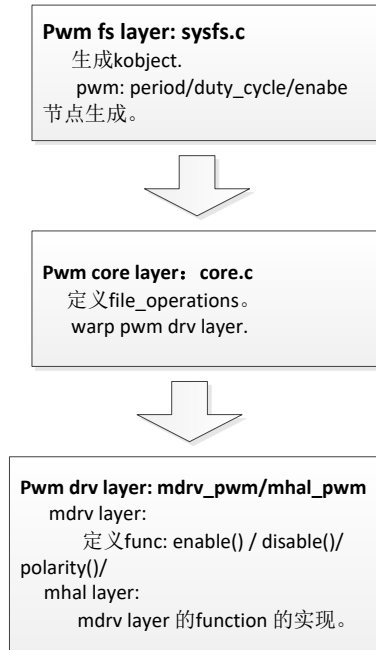 Pwm fs layer: sysfs.c
生成kobject.
pwm: period/duty_cycle/enabe
节点生成。
Pwm core layer：core.c
定义file_operations。
warp pwm drv layer.
Pwm drv layer: mdrv_pwm/mhal_pwm
mdrv layer:
定义func: enable() / disable()/
polarity()/
mhal layer:
mdrv layer 的function 的实现。